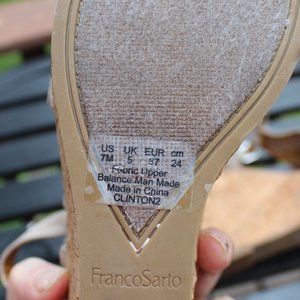 US UK EUR cm
7M 5 37 24
Fabric Upper
Balance Man Made
Made in China
CLINTON2
FrancoSarto